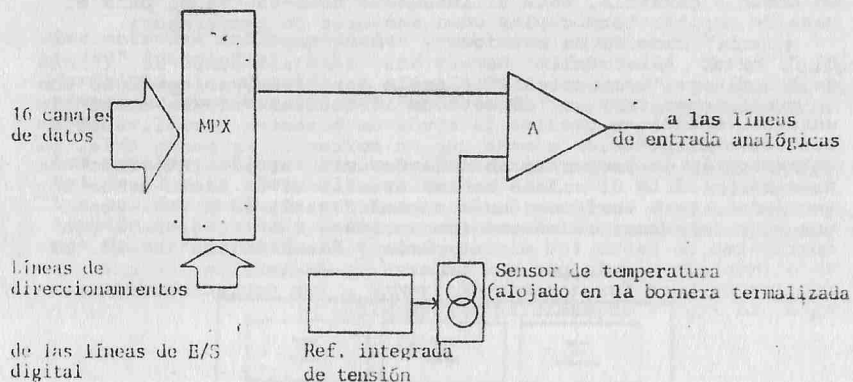 16 canales
de datos
MPX
A
a las líneas
de entrada analógicas
Líneas de
direccionamientos
Sensor de temperatura
(alojado en la bornera termalizada
de las líneas de E/S
digital
Ref. integrada
de tensión